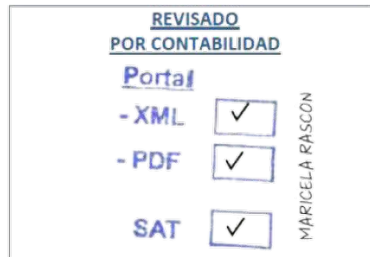 REVISADO
POR CONTABILIDAD
Portal
- XML ✓
- PDF ✓
SAT ✓
MARICELA RASCON